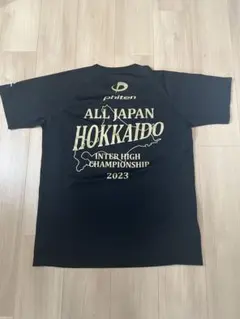 phiten
ALL JAPAN
HOKKAIDO
INTER HIGH
CHAMPIONSHIP
2023